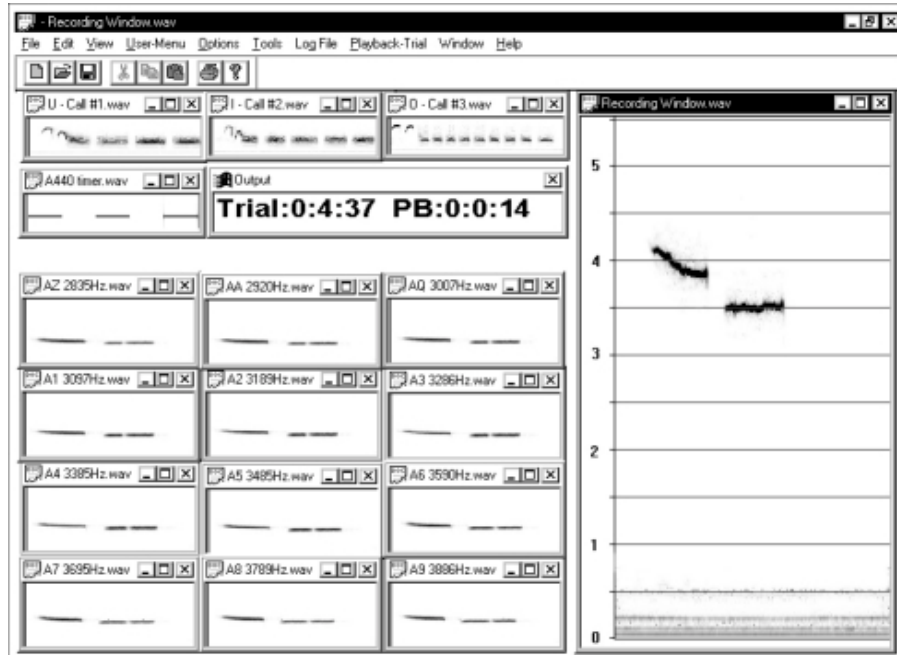 - Recording Window.wav
File Edit View User-Menu Options Tools Log File Playback-Trial Window Help
U - Call #1.wav
I - Call #2.wav
O - Call #3.wav
Recording Window.wav
A440 timer.wav
Output
Trial:0:4:37 PB:0:0:14
AZ 2835Hz.wav
AA 2920Hz.wav
AQ 3007Hz.wav
A1 3097Hz.wav
A2 3189Hz.wav
A3 3286Hz.wav
A4 3385Hz.wav
A5 3485Hz.wav
A6 3590Hz.wav
A7 3695Hz.wav
A8 3789Hz.wav
A9 3886Hz.wav
5
4
3
2
1
0